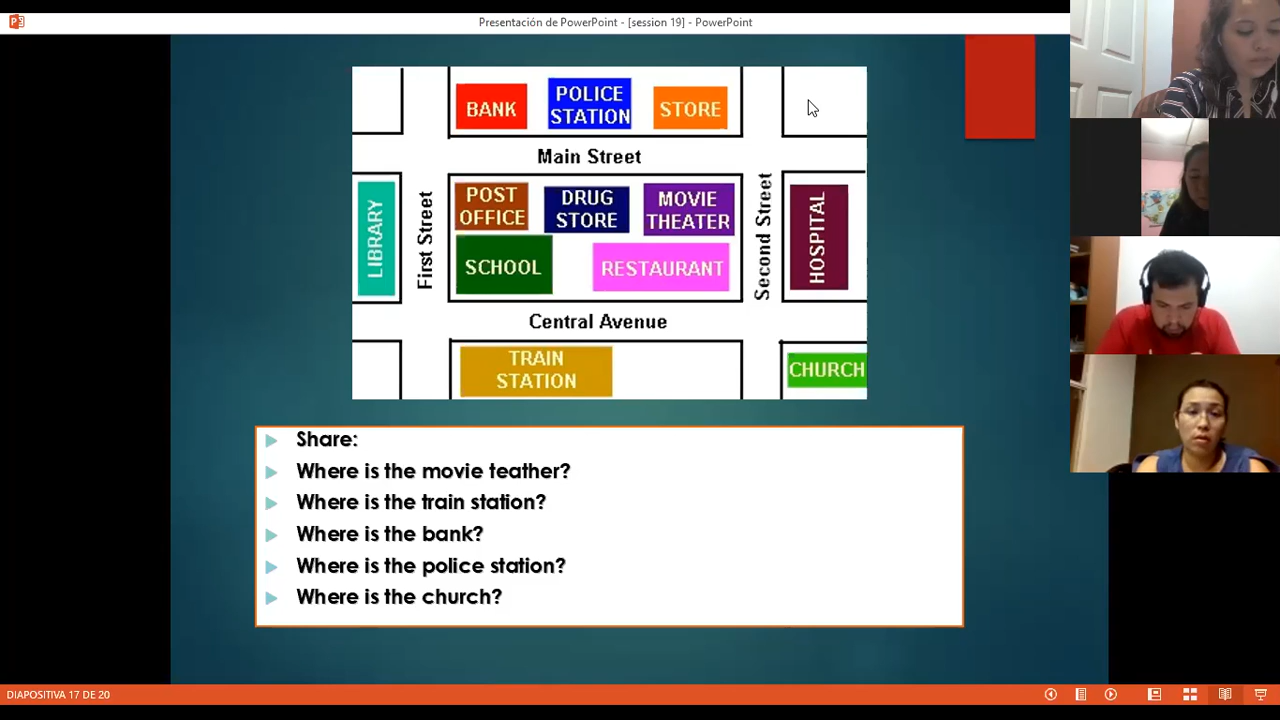 Presentación de PowerPoint - [session 19] - PowerPoint
BANK
POLICE
STATION
STORE
Main Street
LIBRARY
First Street
POST
OFFICE
DRUG
STORE
MOVIE
THEATER
SCHOOL
RESTAURANT
Second Street
HOSPITAL
Central Avenue
TRAIN
STATION
CHURCH
Share:
Where is the movie teather?
Where is the train station?
Where is the bank?
Where is the police station?
Where is the church?
DIAPOSITIVA 17 DE 20